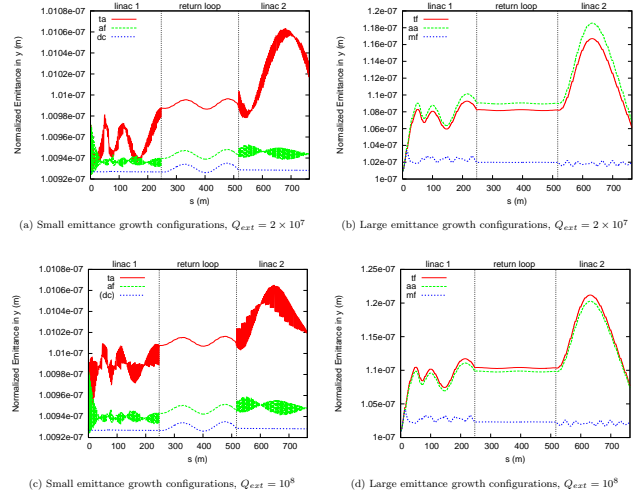 linac 1 return loop linac 2
1.0108e-07
1.0106e-07
1.0104e-07
1.0102e-07
1.01e-07
1.0098e-07
1.0096e-07
1.0094e-07
1.0092e-07
ta
af
dc
Normalized Emittance in y (m)
0 100 200 300 400 500 600 700
s (m)
(a) Small emittance growth configurations, Q_ext = 2 × 10^7
linac 1 return loop linac 2
1.2e-07
1.18e-07
1.16e-07
1.14e-07
1.12e-07
1.1e-07
1.08e-07
1.06e-07
1.04e-07
1.02e-07
1e-07
tf
aa
mf
Normalized Emittance in y (m)
0 100 200 300 400 500 600 700
s (m)
(b) Large emittance growth configurations, Q_ext = 2 × 10^7
linac 1 return loop linac 2
1.0108e-07
1.0106e-07
1.0104e-07
1.0102e-07
1.01e-07
1.0098e-07
1.0096e-07
1.0094e-07
1.0092e-07
ta
af
(dc)
Normalized Emittance in y (m)
0 100 200 300 400 500 600 700
s (m)
(c) Small emittance growth configurations, Q_ext = 10^8
linac 1 return loop linac 2
1.25e-07
1.2e-07
1.15e-07
1.1e-07
1.05e-07
1e-07
tf
aa
mf
Normalized Emittance in y (m)
0 100 200 300 400 500 600 700
s (m)
(d) Large emittance growth configurations, Q_ext = 10^8